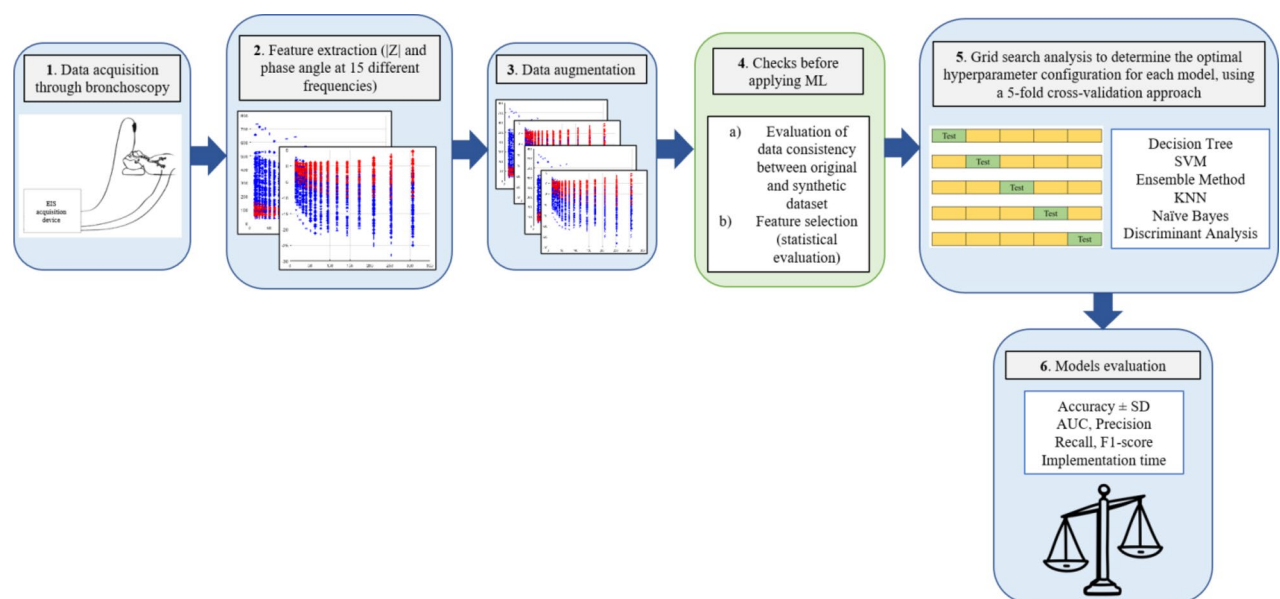 1. Data acquisition
through bronchoscopy
EIS
acquisition
device
2. Feature extraction (|Z| and
phase angle at 15 different
frequencies)
3. Data augmentation
4. Checks before
applying ML
a) Evaluation of
data consistency
between original
and synthetic
dataset
b) Feature selection
(statistical
evaluation)
5. Grid search analysis to determine the optimal
hyperparameter configuration for each model, using
a 5-fold cross-validation approach
Test
Test
Test
Test
Test
Decision Tree
SVM
Ensemble Method
KNN
Naïve Bayes
Discriminant Analysis
6. Models evaluation
Accuracy ± SD
AUC, Precision
Recall, F1-score
Implementation time